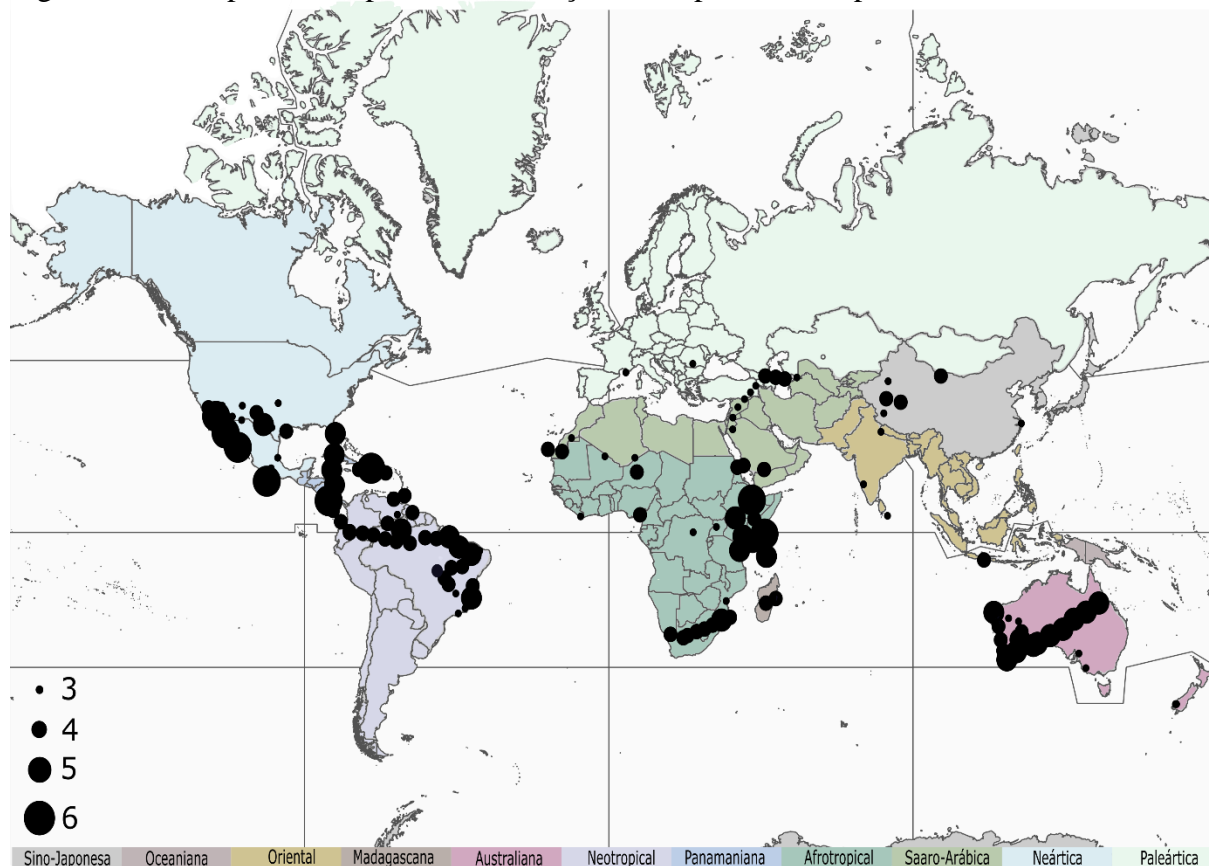 3
4
5
6
Sino-Japonesa Oceaniana Oriental Madagascana Australiana Neotropical Panamaniana Afrotropical Saaro-Arábica Neártica Paleártica